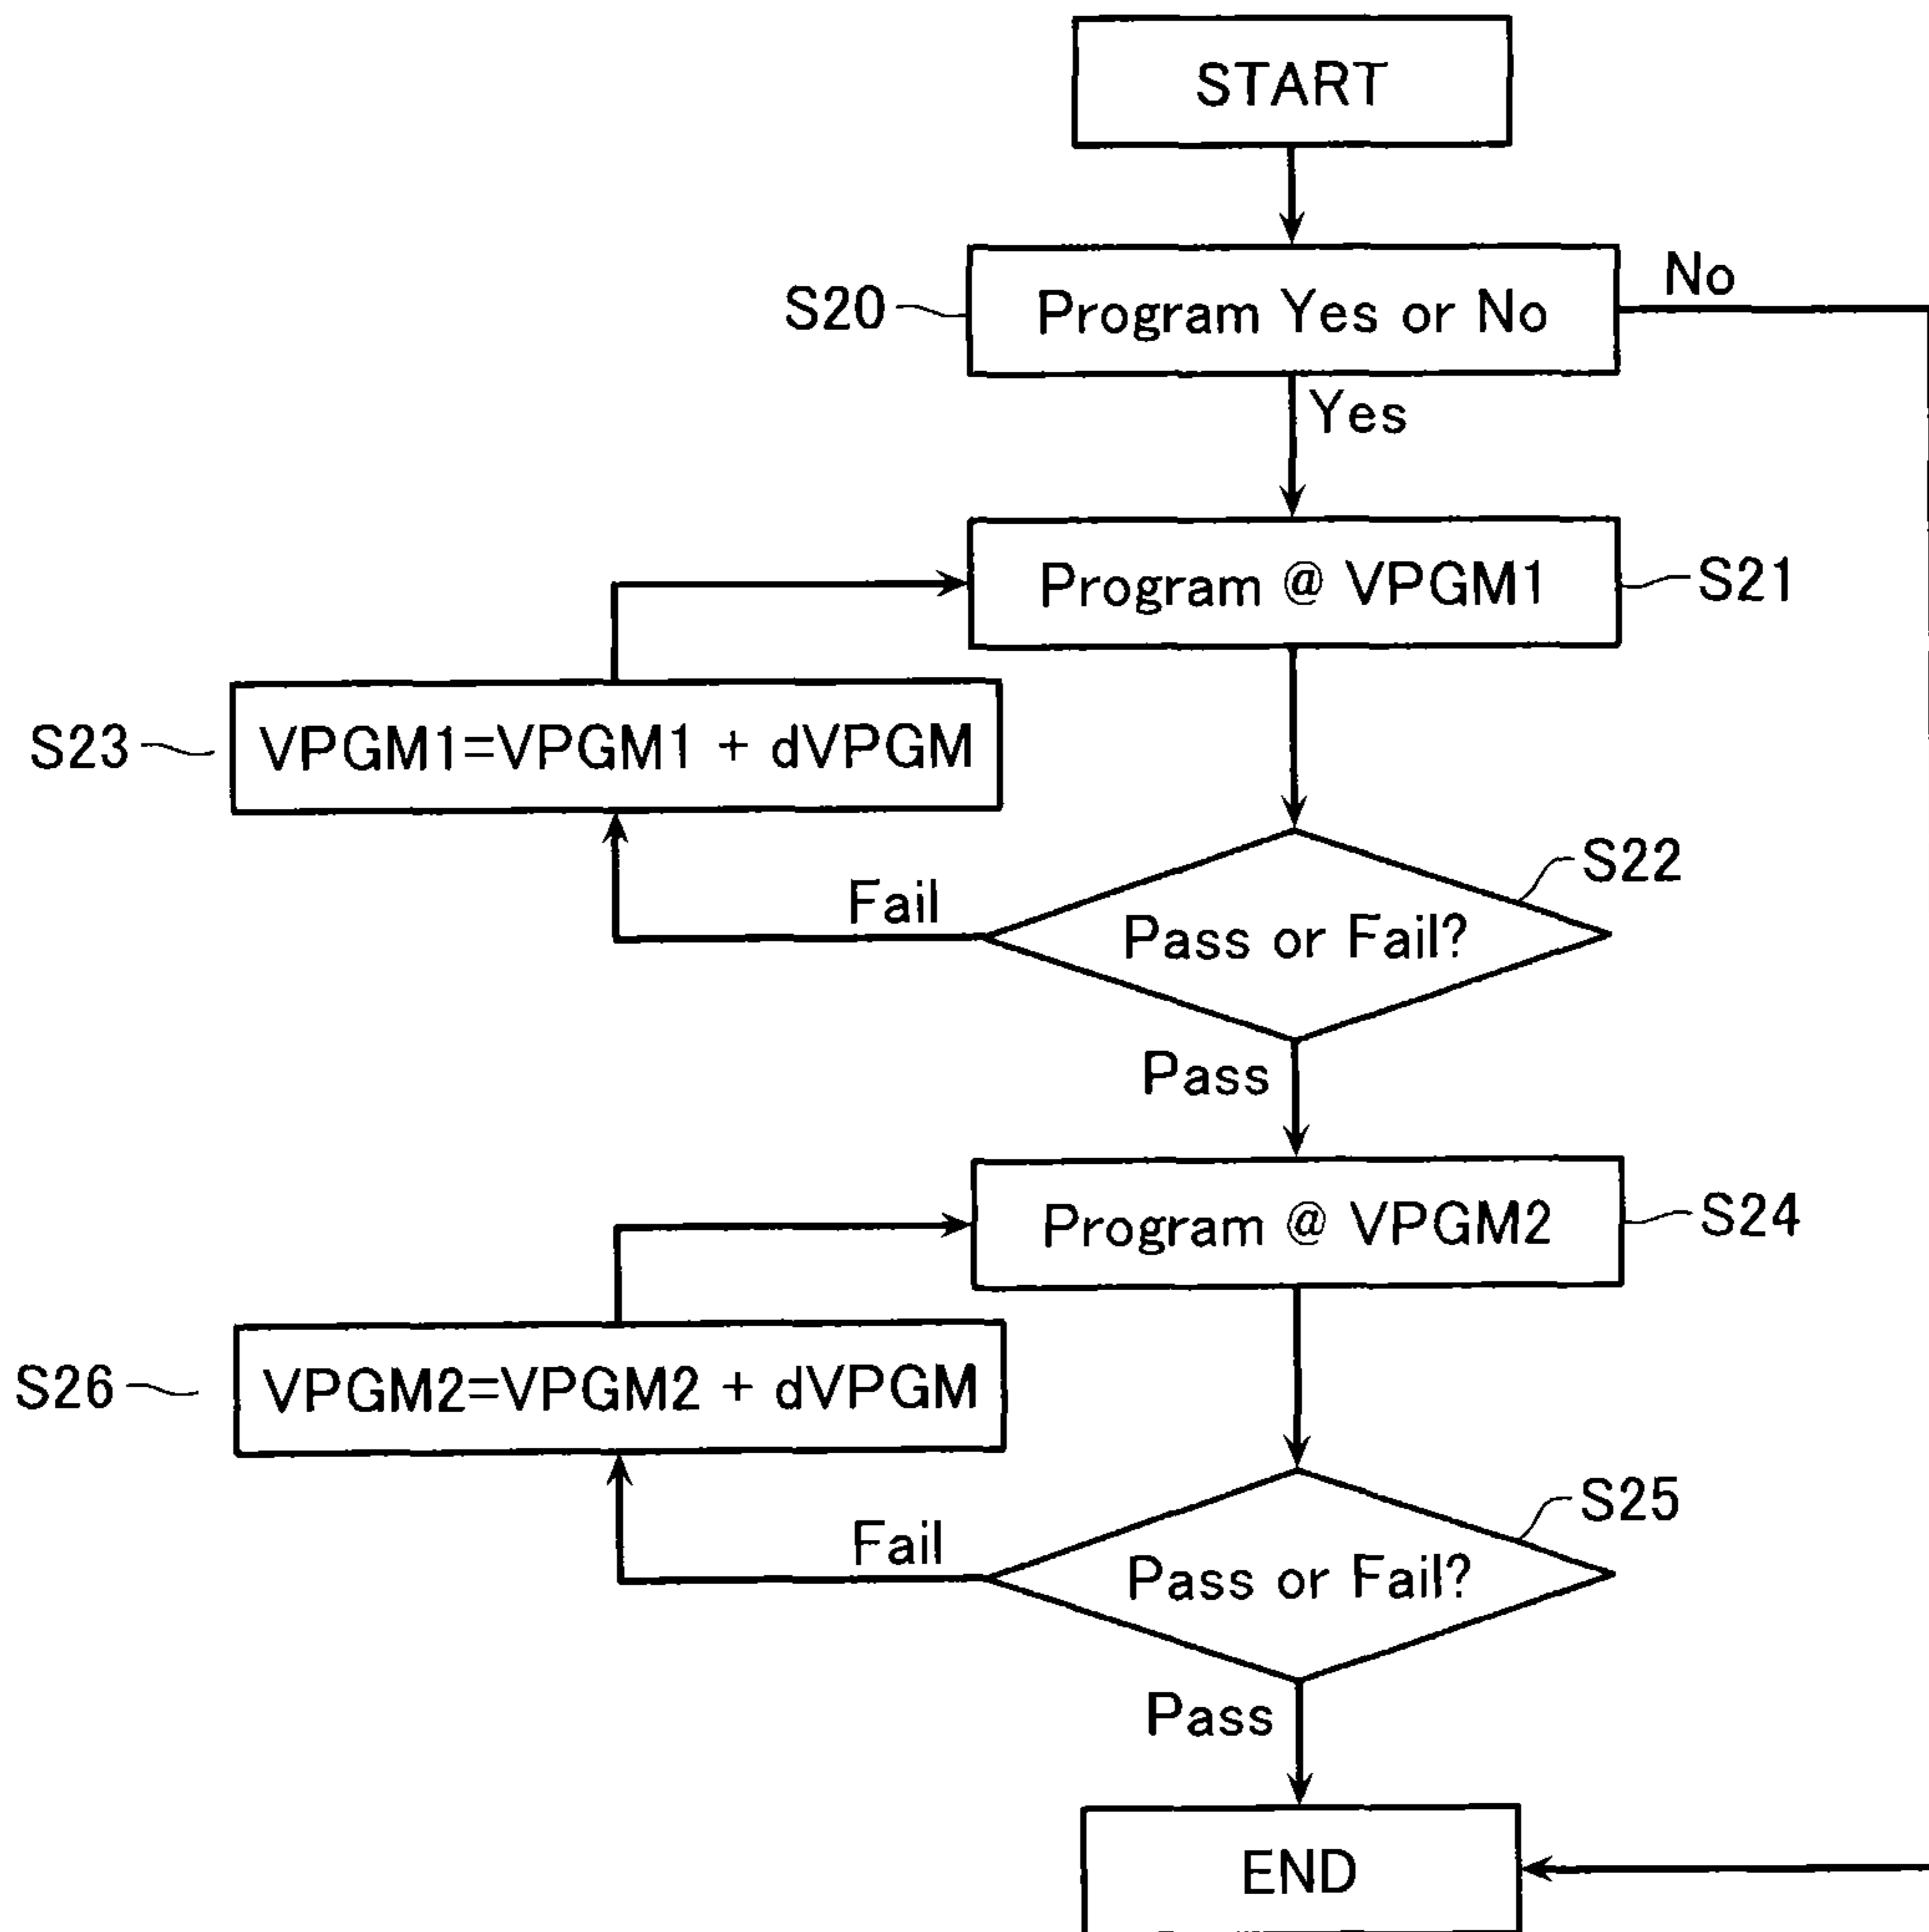 START
S20
Program Yes or No
No
Yes
Program @ VPGM1
S21
S23
VPGM1=VPGM1 + dVPGM
S22
Fail
Pass or Fail?
Pass
Program @ VPGM2
S24
S26
VPGM2=VPGM2 + dVPGM
S25
Fail
Pass or Fail?
Pass
END